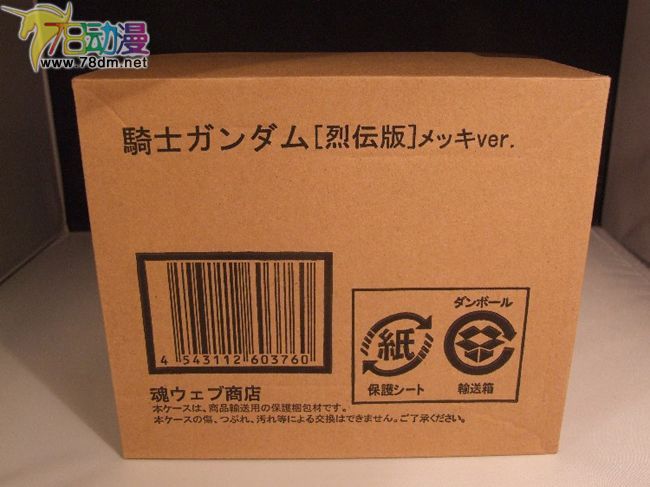 78动漫
www.78dm.net
騎士ガンダム[烈伝版]メッキver.
4 543112 603760
紙
保護シート
ダンボール
輸送箱
魂ウェブ商店
本ケースは、商品輸送用の保護梱包材です。
本ケースの傷、つぶれ、汚れ等による交換はできません。ご了承ください。